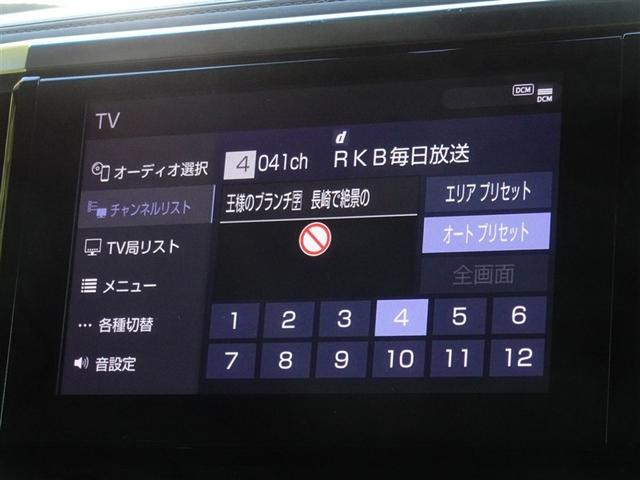 DCM
DCM
TV
d
4 041ch RKB毎日放送
オーディオ選択
チャンネルリスト
TV局リスト
メニュー
各種切替
音設定
王様のブランチ🈑 長崎で絶景の
エリア プリセット
オート プリセット
全画面
1 2 3 4 5 6
7 8 9 10 11 12